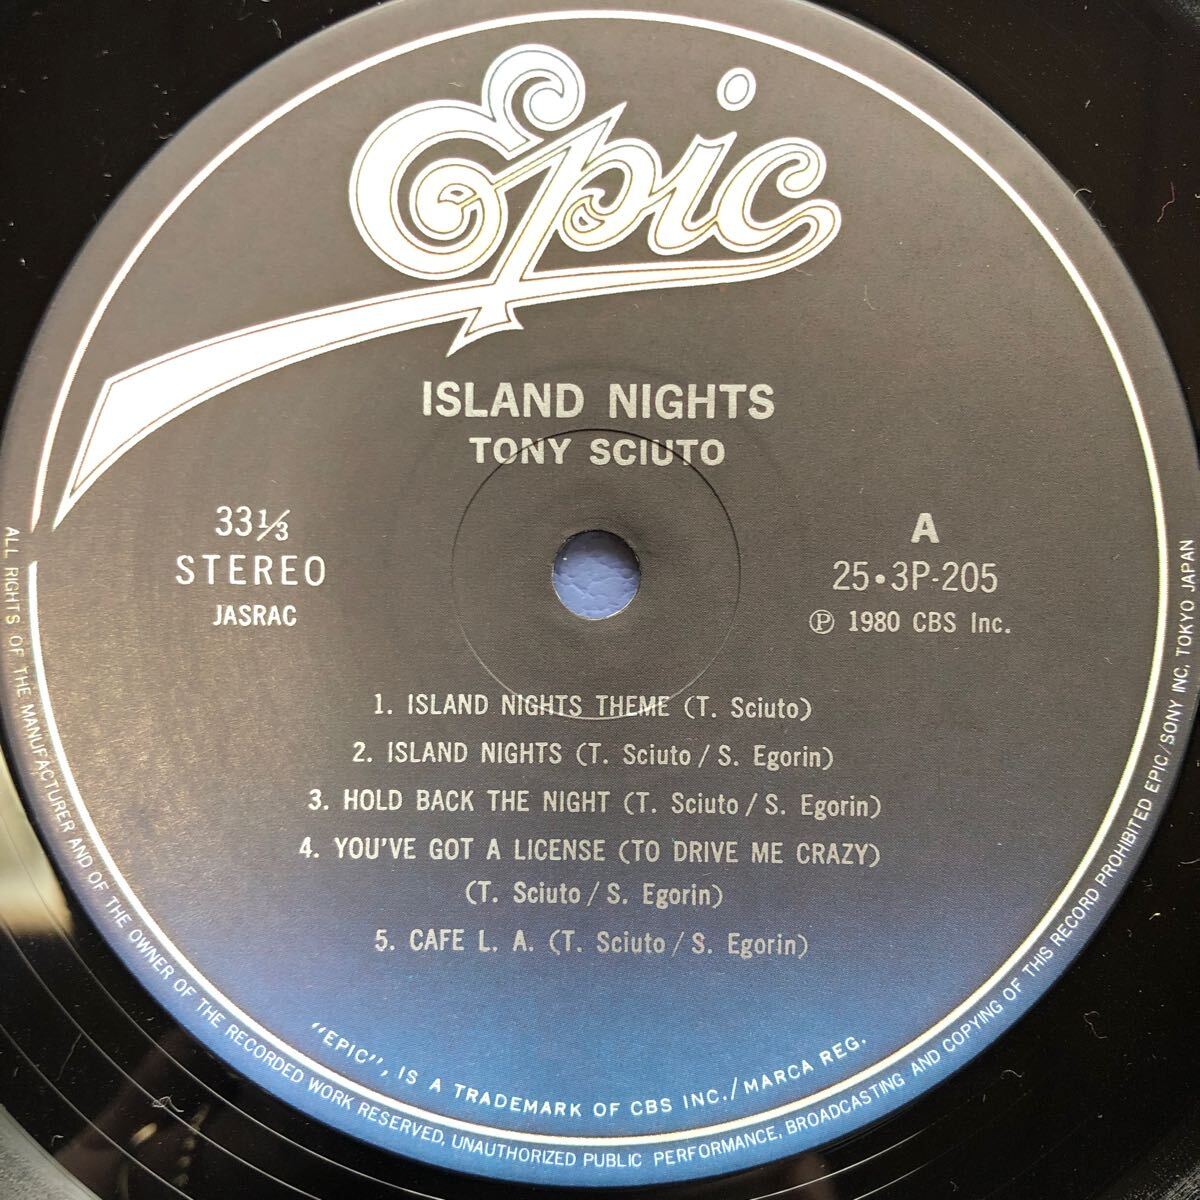 Epic
ISLAND NIGHTS
TONY SCIUTO
33⅓
STEREO
JASRAC
A
25・3P-205
Ⓟ 1980 CBS Inc.
1. ISLAND NIGHTS THEME (T. Sciuto)
2. ISLAND NIGHTS (T. Sciuto / S. Egorin)
3. HOLD BACK THE NIGHT (T. Sciuto / S. Egorin)
4. YOU'VE GOT A LICENSE (TO DRIVE ME CRAZY)
(T. Sciuto / S. Egorin)
5. CAFE L. A. (T. Sciuto / S. Egorin)
"EPIC", IS A TRADEMARK OF CBS INC./MARCA REG.
ALL RIGHTS OF THE MANUFACTURER AND OF THE OWNER OF THE RECORDED WORK RESERVED, UNAUTHORIZED PUBLIC PERFORMANCE, BROADCASTING AND COPYING OF THIS RECORD PROHIBITED EPIC/SONY INC, TOKYO JAPAN